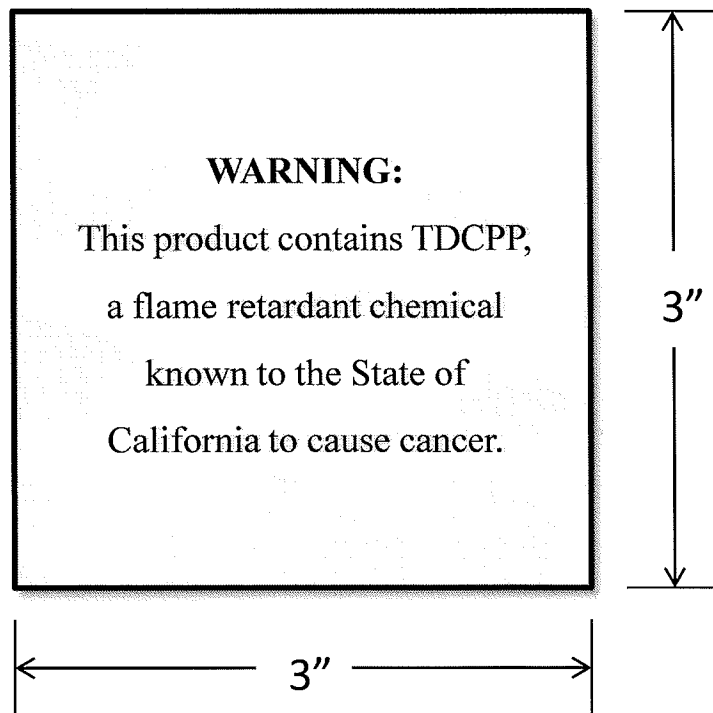 WARNING:
This product contains TDCPP,
a flame retardant chemical
known to the State of
California to cause cancer.
3”
3”